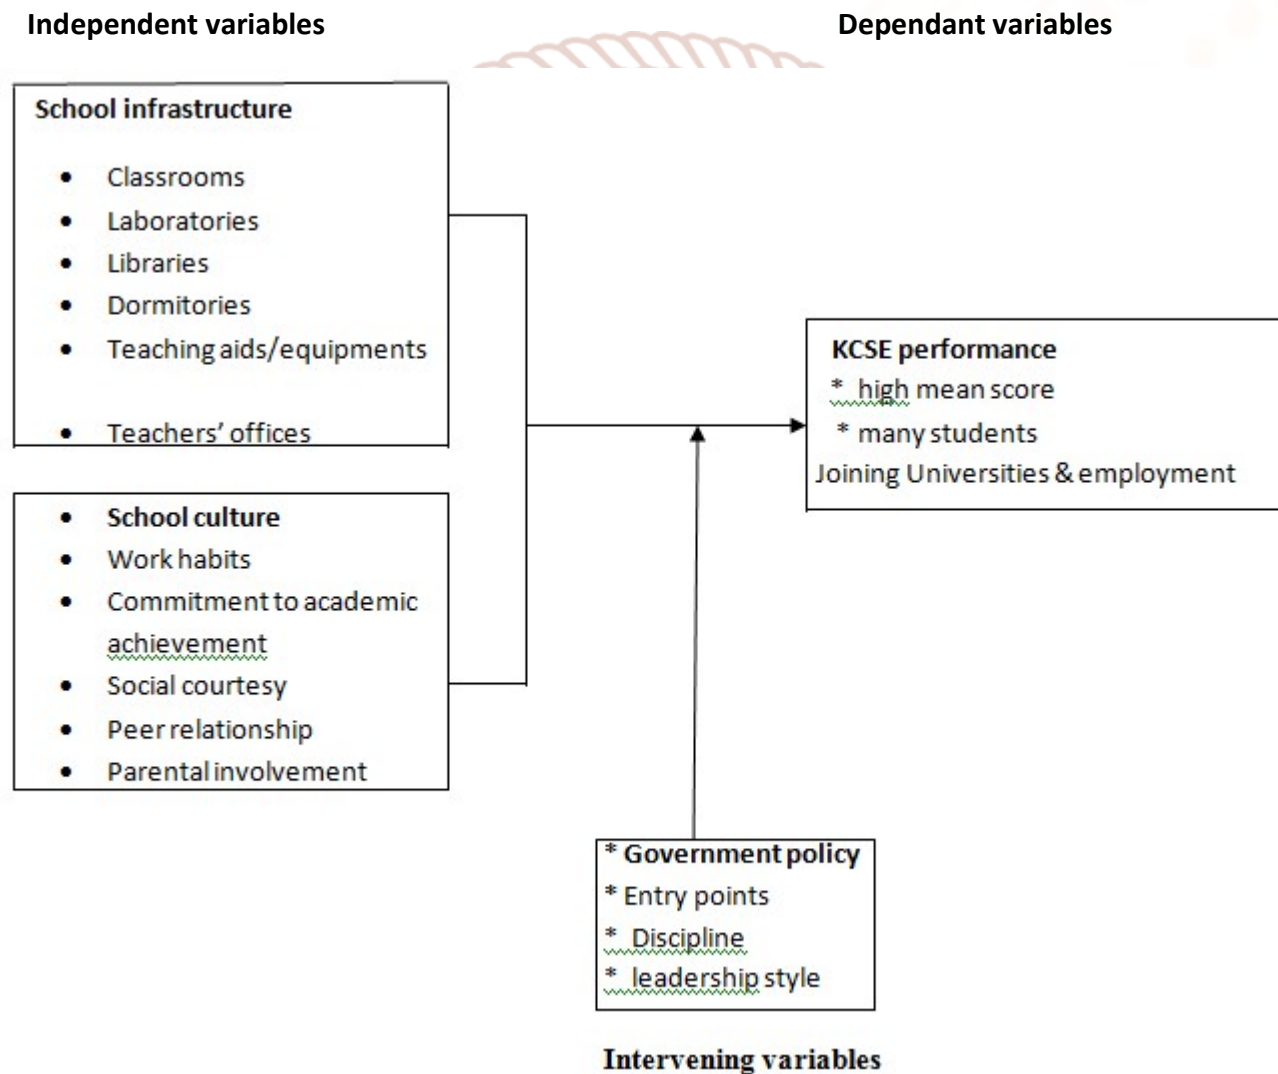 Independent variables
Dependant variables
School infrastructure
• Classrooms
• Laboratories
• Libraries
• Dormitories
• Teaching aids/equipments
• Teachers' offices
• School culture
• Work habits
• Commitment to academic
achievement
• Social courtesy
• Peer relationship
• Parental involvement
KCSE performance
* high mean score
* many students
Joining Universities & employment
* Government policy
* Entry points
* Discipline
* leadership style
Intervening variables